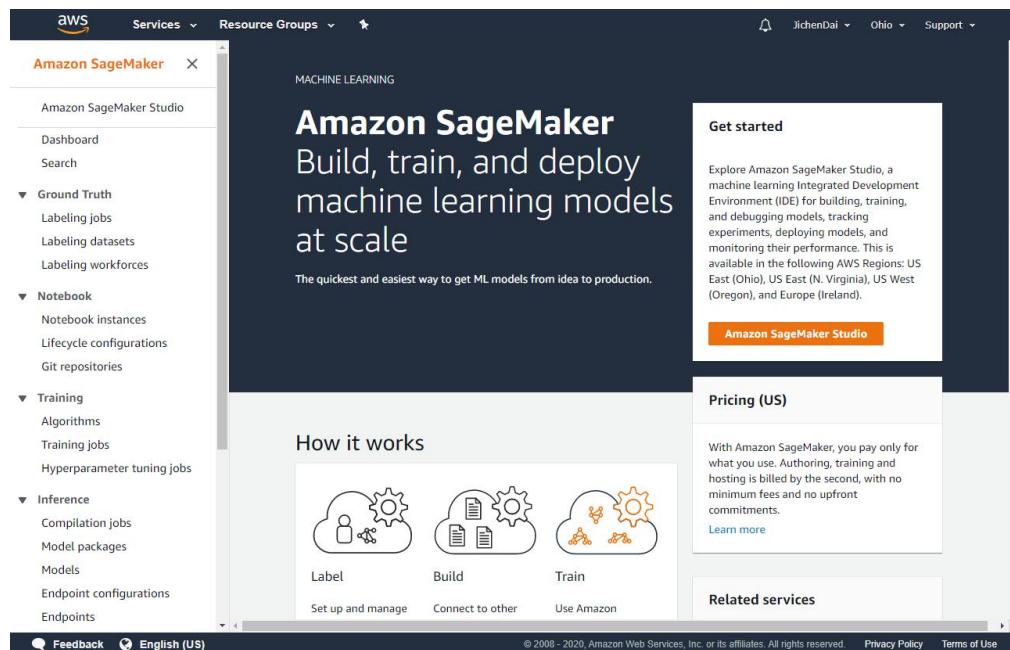 aws
Services
Resource Groups
JichenDai
Ohio
Support
Amazon SageMaker
Amazon SageMaker Studio
Dashboard
Search
Ground Truth
Labeling jobs
Labeling datasets
Labeling workforces
Notebook
Notebook instances
Lifecycle configurations
Git repositories
Training
Algorithms
Training jobs
Hyperparameter tuning jobs
Inference
Compilation jobs
Model packages
Models
Endpoint configurations
Endpoints
MACHINE LEARNING
Amazon SageMaker
Build, train, and deploy
machine learning models
at scale
The quickest and easiest way to get ML models from idea to production.
Get started
Explore Amazon SageMaker Studio, a
machine learning Integrated Development
Environment (IDE) for building, training,
and debugging models, tracking
experiments, deploying models, and
monitoring their performance. This is
available in the following AWS Regions: US
East (Ohio), US East (N. Virginia), US West
(Oregon), and Europe (Ireland).
Amazon SageMaker Studio
Pricing (US)
With Amazon SageMaker, you pay only for
what you use. Authoring, training and
hosting is billed by the second, with no
minimum fees and no upfront
commitments.
Learn more
Related services
How it works
Label
Set up and manage
Build
Connect to other
Train
Use Amazon
Feedback
English (US)
© 2008 - 2020, Amazon Web Services, Inc. or its affiliates. All rights reserved.
Privacy Policy
Terms of Use